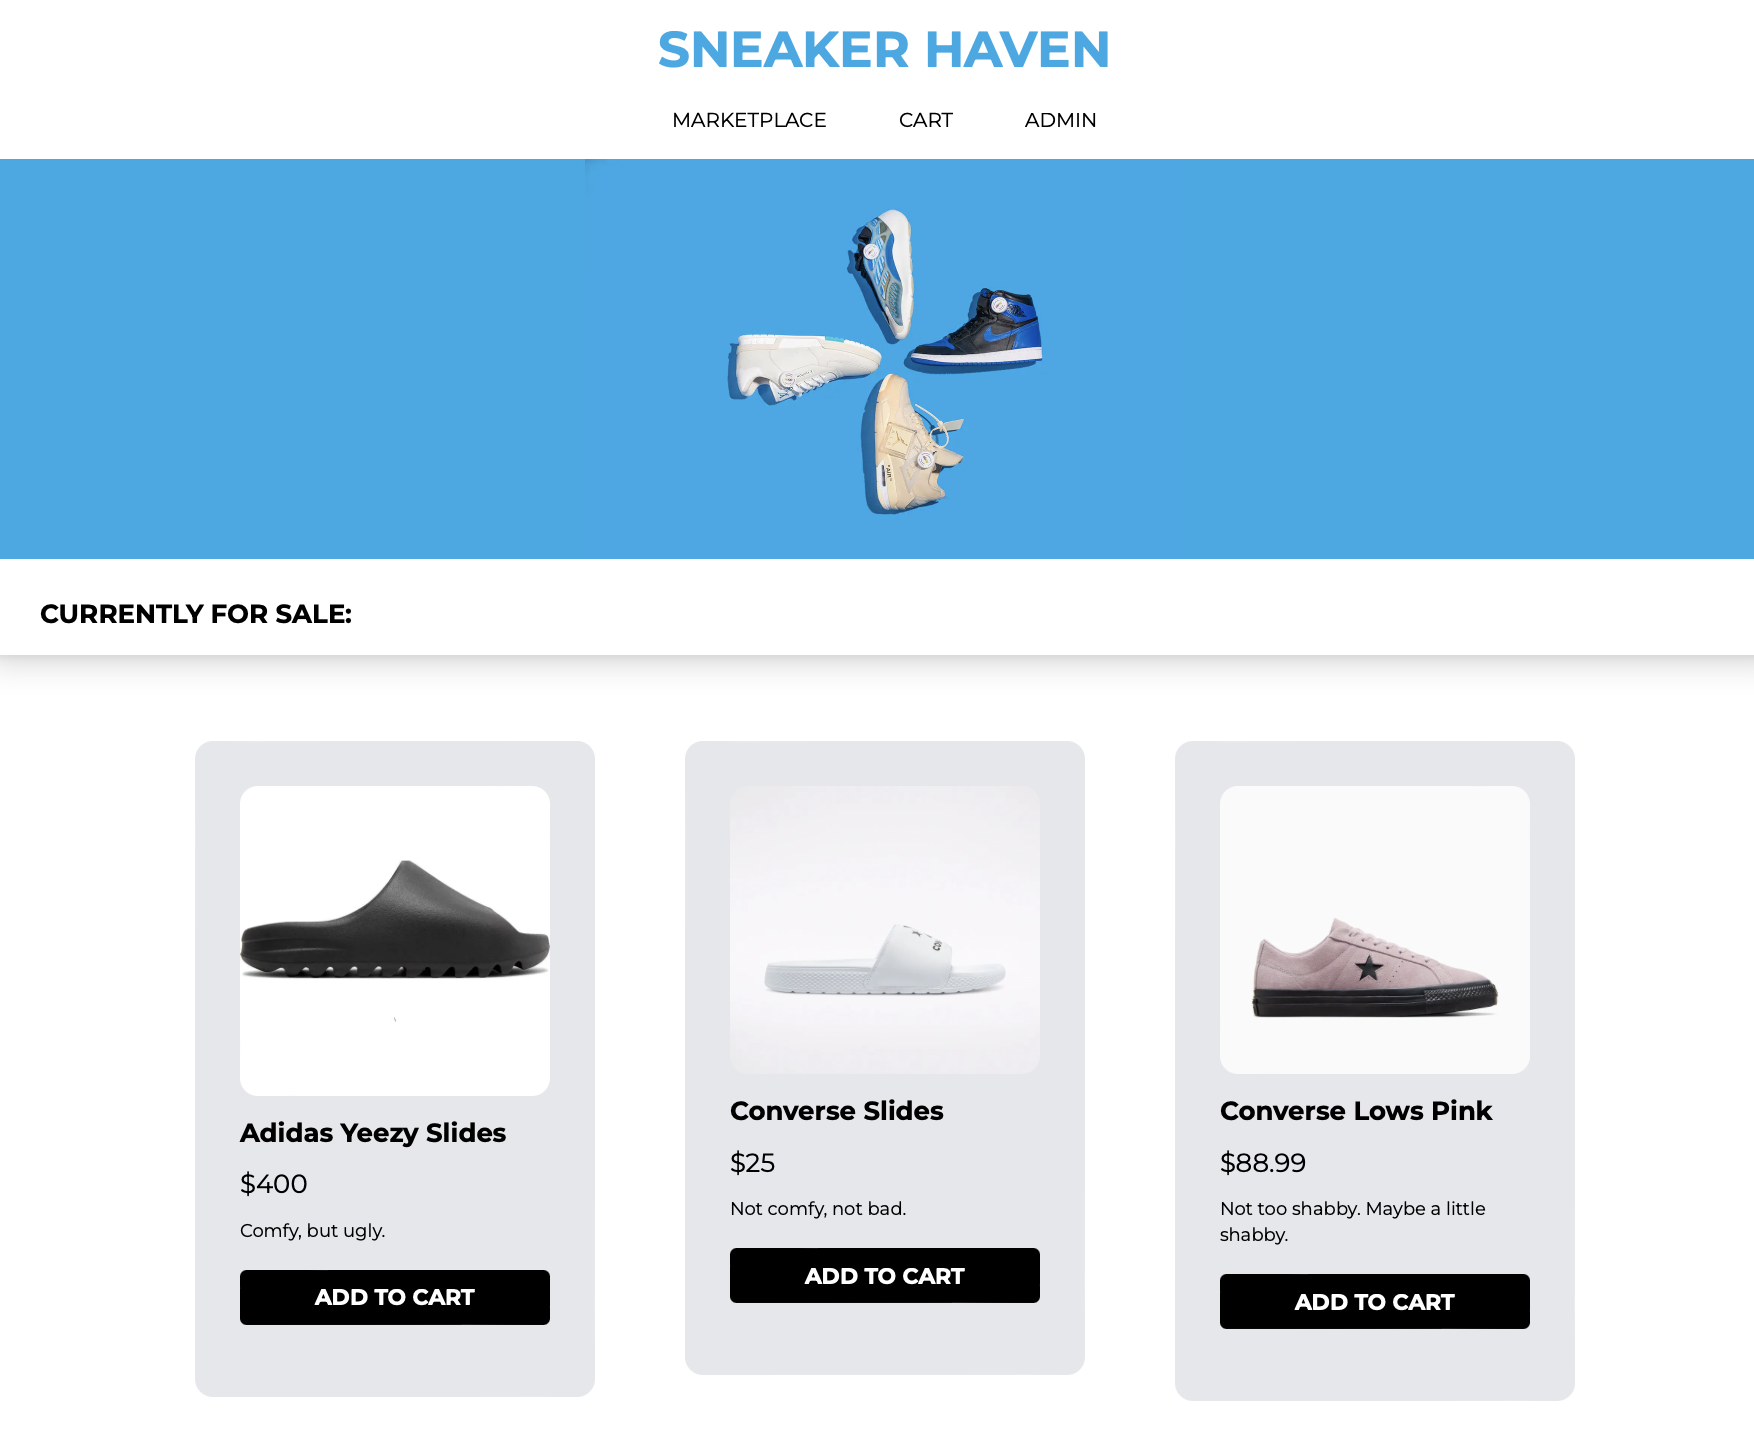 SNEAKER HAVEN
MARKETPLACE CART ADMIN
CURRENTLY FOR SALE:
Adidas Yeezy Slides
$400
Comfy, but ugly.
ADD TO CART
Converse Slides
$25
Not comfy, not bad.
ADD TO CART
Converse Lows Pink
$88.99
Not too shabby. Maybe a little
shabby.
ADD TO CART